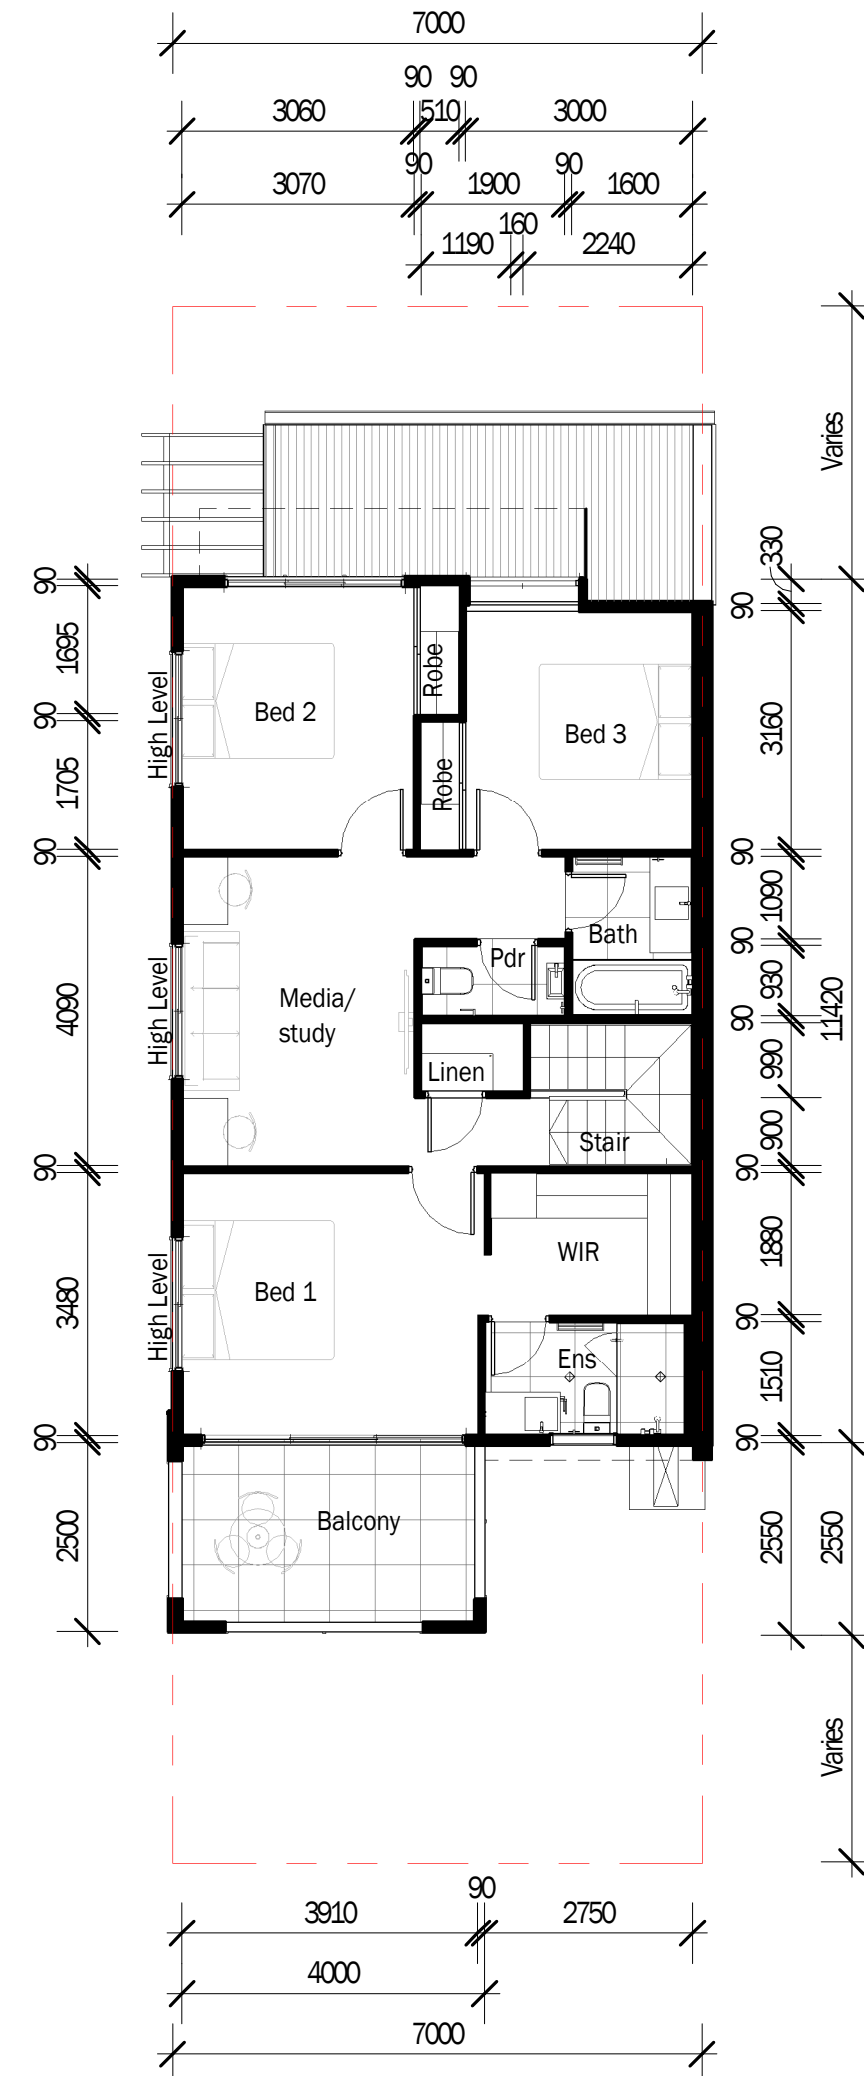 7000
90 90
3060 510 3000
90 90
3070 1900 1600
160
1190 2240
Varies
330
90
90
1695
High Level
Robe
Bed 2
3160
90
Bed 3
1705
Robe
90
90
1090
Bath
90
Pdr
930
4090
High Level
Media/
study
90
11420
990
Linen
900
Stair
90
90
1880
WIR
3480
High Level
Bed 1
90
Ens
1510
90
90
2500
Balcony
2550
2550
Varies
90
3910 2750
4000
7000